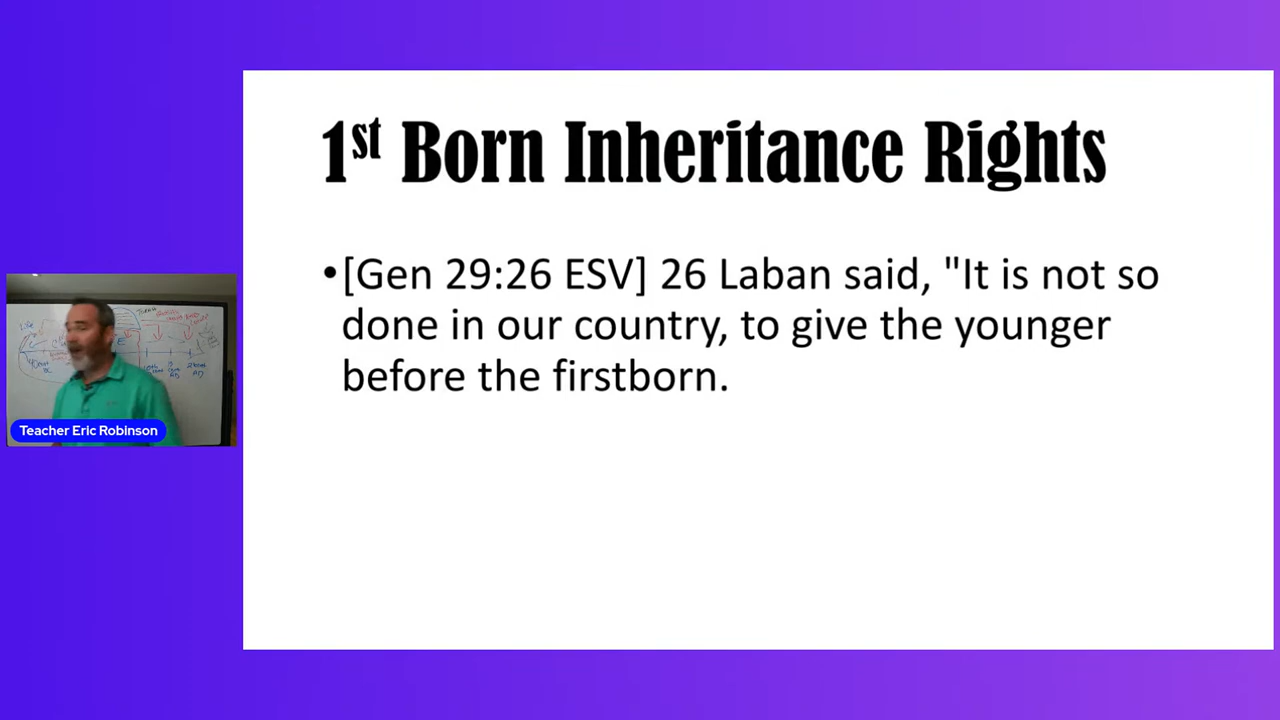 1st Born Inheritance Rights
•[Gen 29:26 ESV] 26 Laban said, "It is not so
done in our country, to give the younger
before the firstborn.
Life
Teacher Eric Robinson